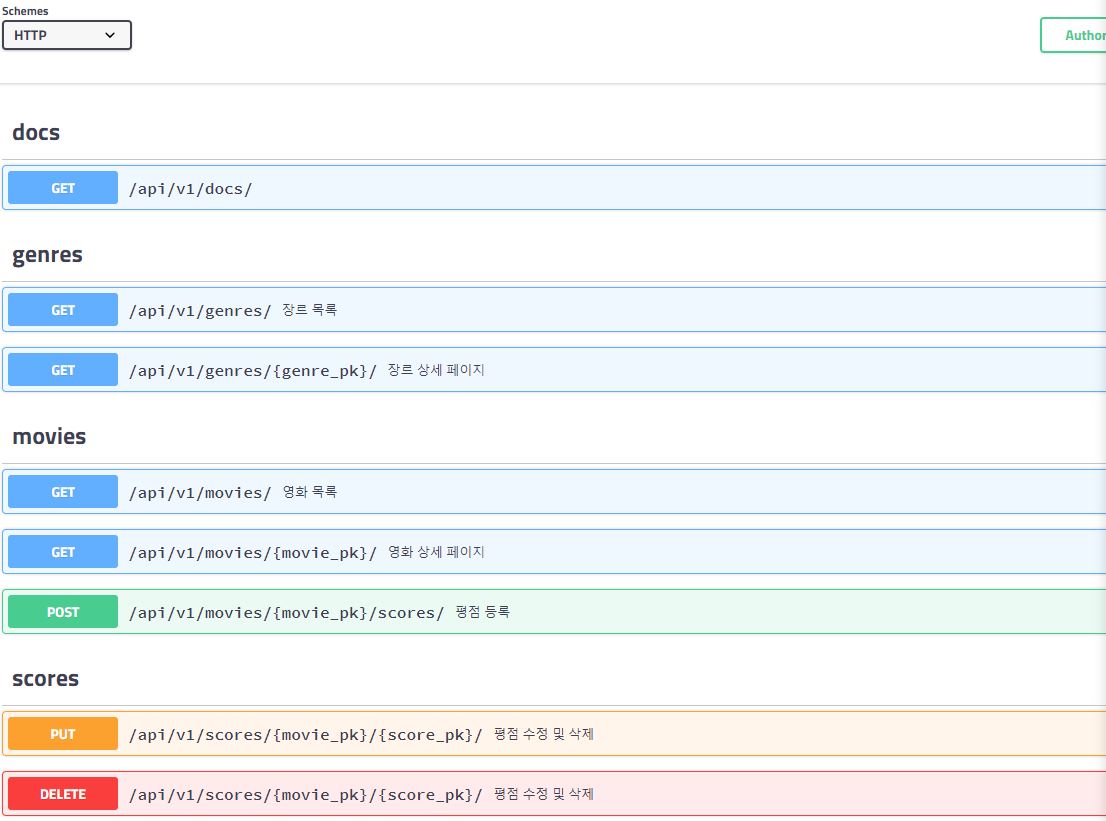 Schemes
HTTP
Author
docs
GET /api/v1/docs/
genres
GET /api/v1/genres/ 장르 목록
GET /api/v1/genres/{genre_pk}/ 장르 상세 페이지
movies
GET /api/v1/movies/ 영화 목록
GET /api/v1/movies/{movie_pk}/ 영화 상세 페이지
POST /api/v1/movies/{movie_pk}/scores/ 평점 등록
scores
PUT /api/v1/scores/{movie_pk}/{score_pk}/ 평점 수정 및 삭제
DELETE /api/v1/scores/{movie_pk}/{score_pk}/ 평점 수정 및 삭제